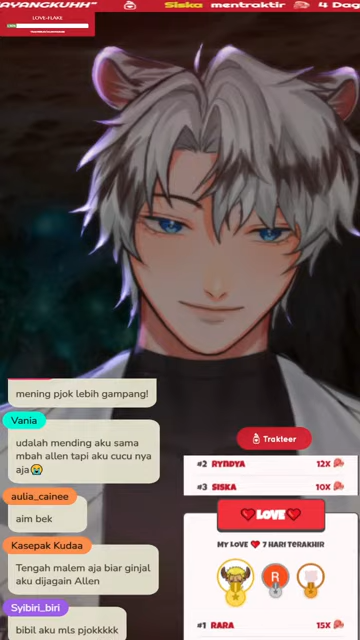 AYANGKUHH"
Siska mentraktir
4 Dag
LOVE-FLAKE
mening pjok lebih gampang!
Vania
udalah mending aku sama
mbah allen tapi aku cucu nya
aja😭
aulia_cainee
aim bek
Kasepak Kudaa
Tengah malem aja biar ginjal
aku dijagain Allen
Syibiri_biri
bibil aku mls pjokkkkk
Trakteer
#2 RYNDYA 12X
#3 SISKA 10X
LOVE
MY LOVE ❤ 7 HARI TERAKHIR
R
#1 RARA 15X